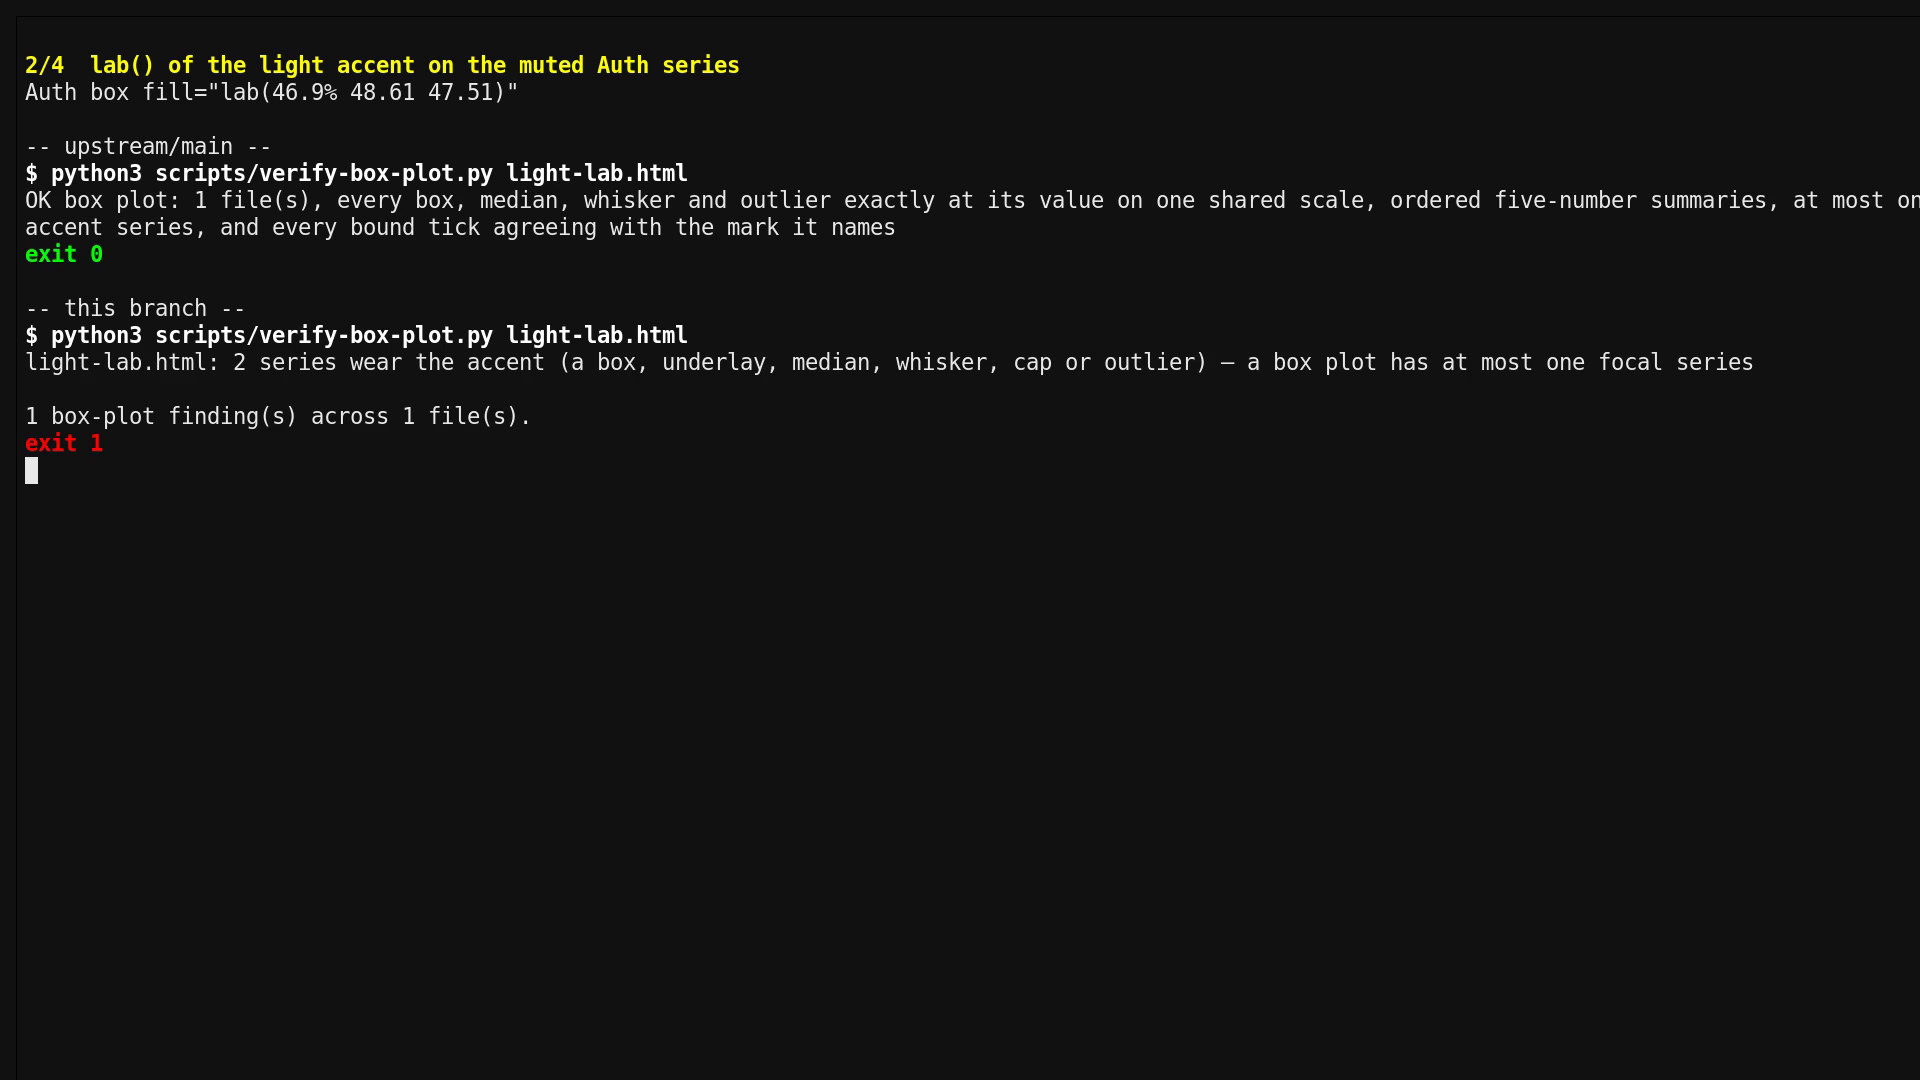 2/4  lab() of the light accent on the muted Auth series
Auth box fill="lab(46.9% 48.61 47.51)"
-- upstream/main --
$ python3 scripts/verify-box-plot.py light-lab.html
OK box plot: 1 file(s), every box, median, whisker and outlier exactly at its value on one shared scale, ordered five-number summaries, at most
accent series, and every bound tick agreeing with the mark it names
exit 0
-- this branch --
$ python3 scripts/verify-box-plot.py light-lab.html
light-lab.html: 2 series wear the accent (a box, underlay, median, whisker, cap or outlier) — a box plot has at most one focal series
1 box-plot finding(s) across 1 file(s).
exit 1